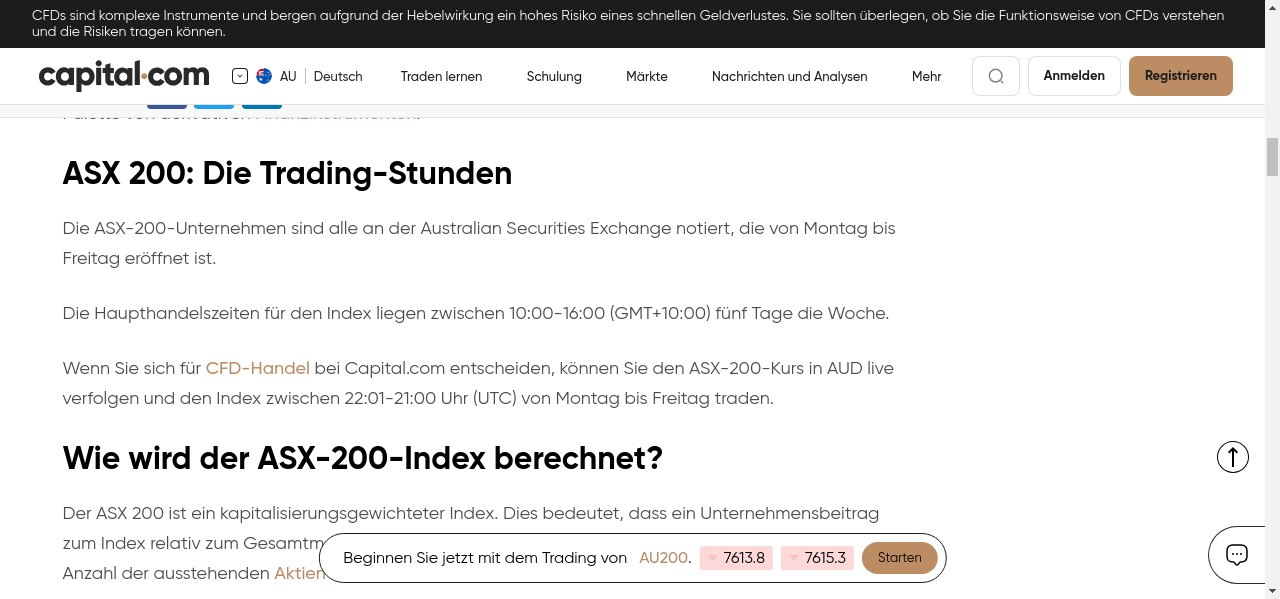 CFDs sind komplexe Instrumente und bergen aufgrund der Hebelwirkung ein hohes Risiko eines schnellen Geldverlustes. Sie sollten überlegen, ob Sie die Funktionsweise von CFDs verstehen
und die Risiken tragen können.
capital.com AU Deutsch Traden lernen Schulung Märkte Nachrichten und Analysen Mehr Anmelden Registrieren
Palette von derivativen Finanzinstrumenten.
ASX 200: Die Trading-Stunden
Die ASX-200-Unternehmen sind alle an der Australian Securities Exchange notiert, die von Montag bis
Freitag eröffnet ist.
Die Haupthandelszeiten für den Index liegen zwischen 10:00-16:00 (GMT+10:00) fünf Tage die Woche.
Wenn Sie sich für CFD-Handel bei Capital.com entscheiden, können Sie den ASX-200-Kurs in AUD live
verfolgen und den Index zwischen 22:01-21:00 Uhr (UTC) von Montag bis Freitag traden.
Wie wird der ASX-200-Index berechnet?
Der ASX 200 ist ein kapitalisierungsgewichteter Index. Dies bedeutet, dass ein Unternehmensbeitrag
zum Index relativ zum Gesamtm
Anzahl der ausstehenden Aktien
Beginnen Sie jetzt mit dem Trading von AU200. 7613.8 7615.3 Starten